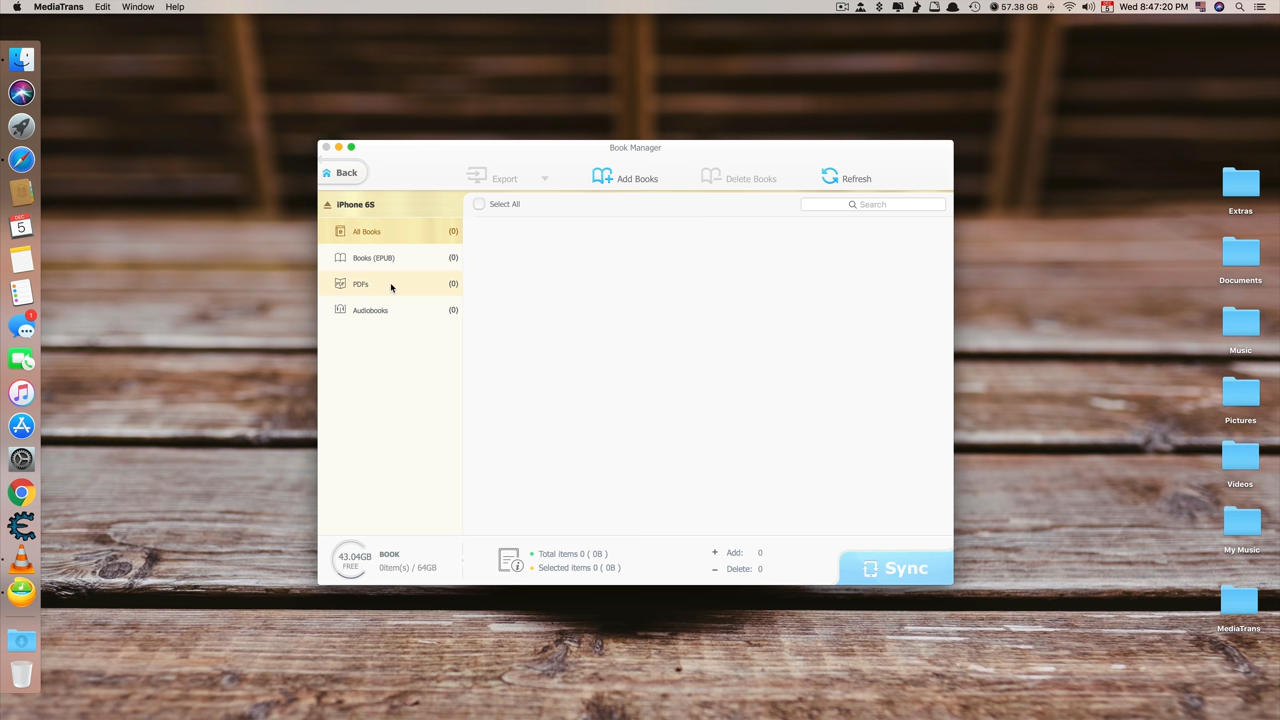 MediaTrans Edit Window Help
57.38 GB
Wed 8:47:20 PM
Book Manager
Back
Export
Add Books
Delete Books
Refresh
iPhone 6S
Select All
Search
All Books (0)
Books (EPUB) (0)
PDFs (0)
Audiobooks (0)
43.04GB
FREE
BOOK
0item(s) / 64GB
Total items 0 ( 0B )
Selected items 0 ( 0B )
+ Add: 0
− Delete: 0
Sync
DEC
5
1
Extras
Documents
Music
Pictures
Videos
My Music
MediaTrans